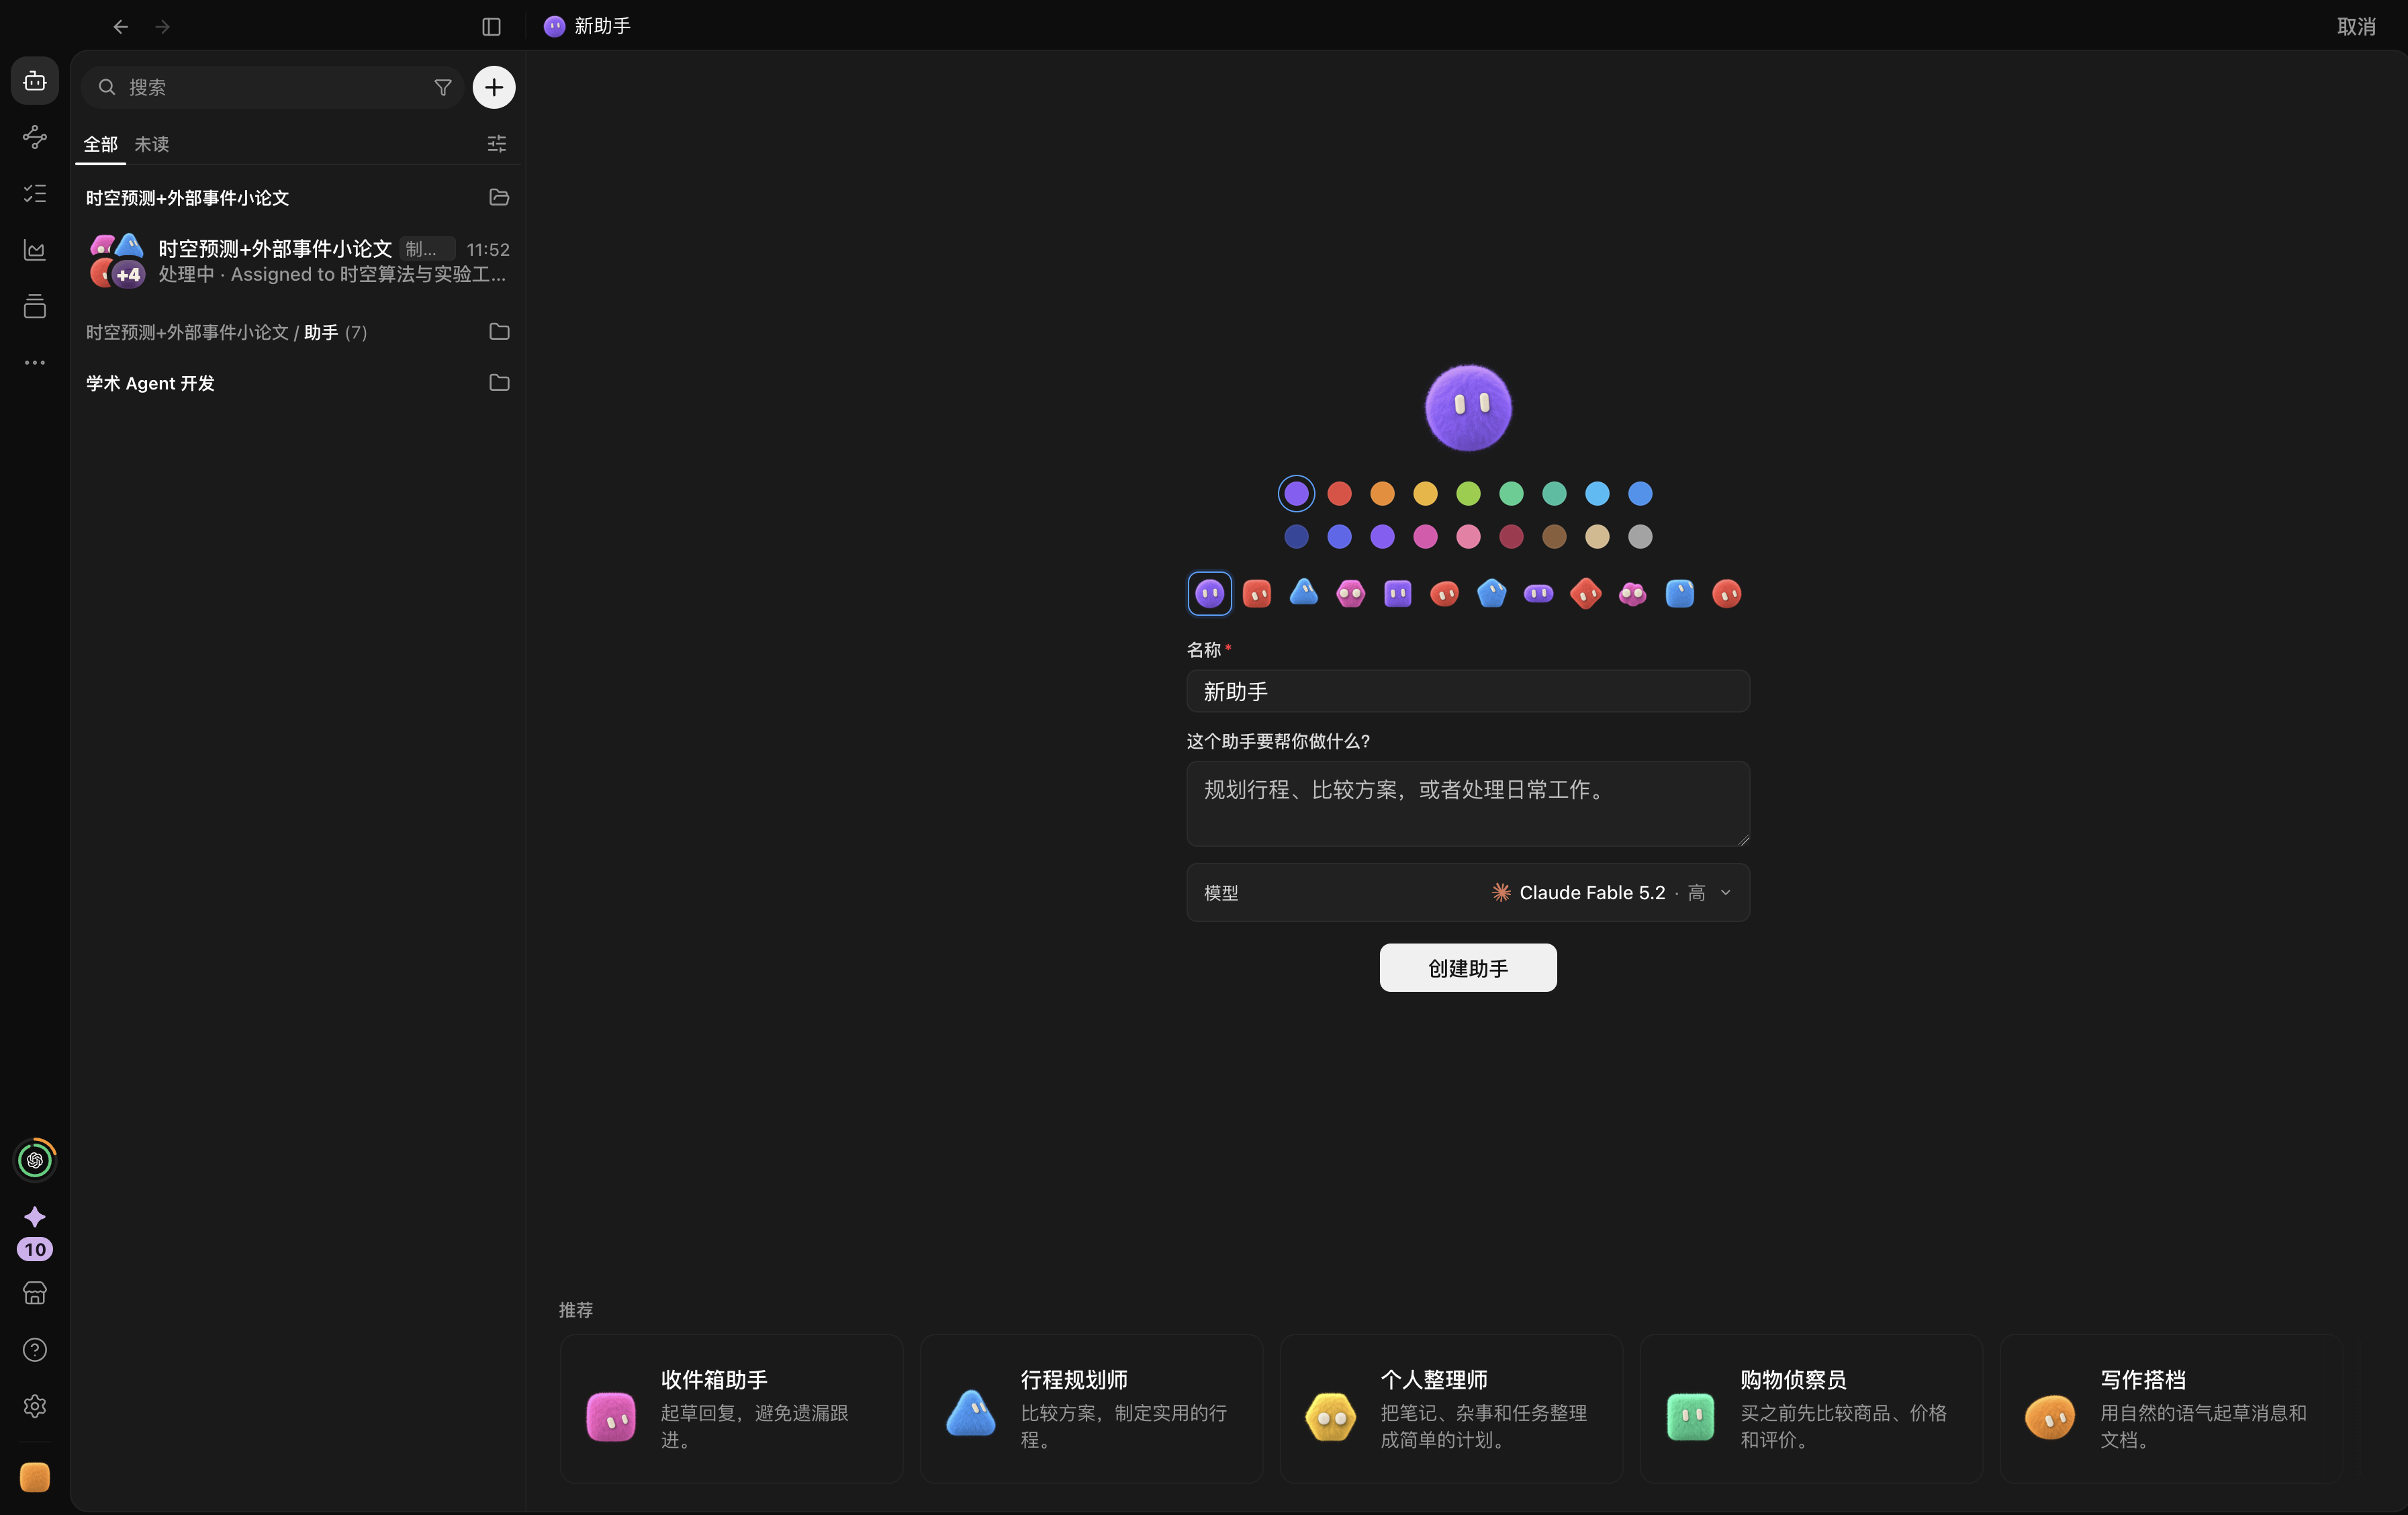 新助手
取消
搜索
全部 未读
时空预测+外部事件小论文
时空预测+外部事件小论文 制... 11:52
+4
处理中 · Assigned to 时空算法与实验工...
时空预测+外部事件小论文 / 助手 (7)
学术 Agent 开发
10
名称 *
新助手
这个助手要帮你做什么?
规划行程、比较方案，或者处理日常工作。
模型 Claude Fable 5.2 · 高
创建助手
推荐
收件箱助手
起草回复，避免遗漏跟
进。
行程规划师
比较方案，制定实用的行
程。
个人整理师
把笔记、杂事和任务整理
成简单的计划。
购物侦察员
买之前先比较商品、价格
和评价。
写作搭档
用自然的语气起草消息和
文档。